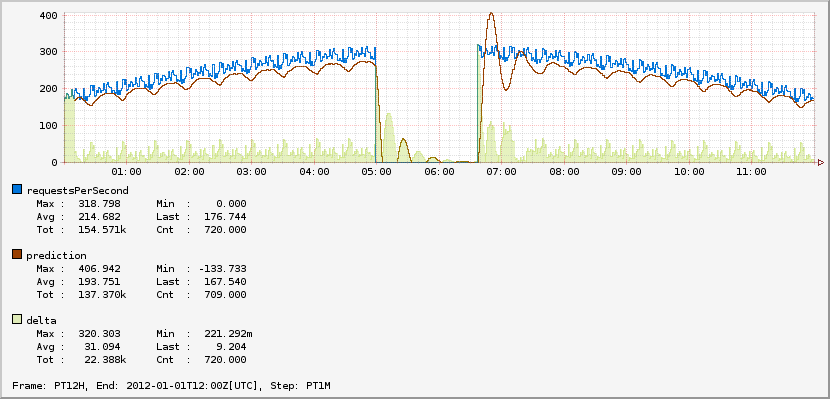 400
300
200
100
0
01:00 02:00 03:00 04:00 05:00 06:00 07:00 08:00 09:00 10:00 11:00
requestsPerSecond
Max : 318.798 Min : 0.000
Avg : 214.682 Last : 176.744
Tot : 154.571k Cnt : 720.000
prediction
Max : 406.942 Min : -133.733
Avg : 193.751 Last : 167.540
Tot : 137.370k Cnt : 709.000
delta
Max : 320.303 Min : 221.292m
Avg : 31.094 Last : 9.204
Tot : 22.388k Cnt : 720.000
Frame: PT12H, End: 2012-01-01T12:00Z[UTC], Step: PT1M